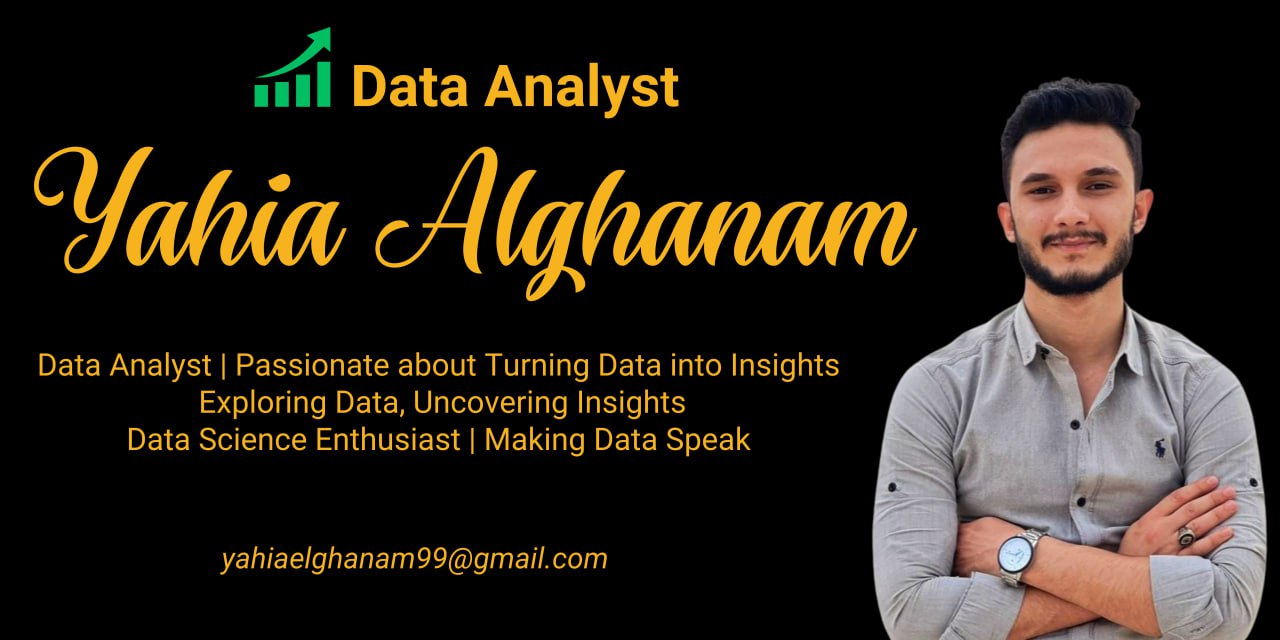 Data Analyst
Yahia Alghanam
Data Analyst | Passionate about Turning Data into Insights
Exploring Data, Uncovering Insights
Data Science Enthusiast | Making Data Speak
yahiaelghanam99@gmail.com